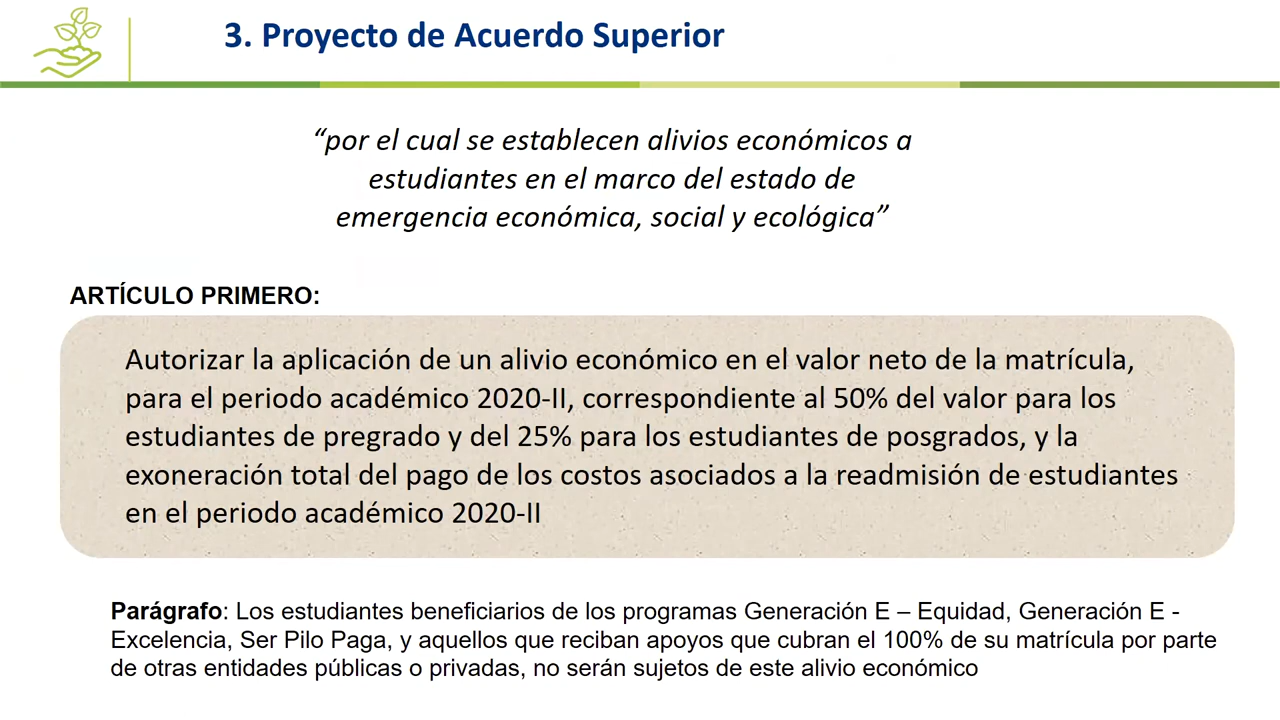 3. Proyecto de Acuerdo Superior
“por el cual se establecen alivios económicos a
estudiantes en el marco del estado de
emergencia económica, social y ecológica”
ARTÍCULO PRIMERO:
Autorizar la aplicación de un alivio económico en el valor neto de la matrícula,
para el periodo académico 2020-II, correspondiente al 50% del valor para los
estudiantes de pregrado y del 25% para los estudiantes de posgrados, y la
exoneración total del pago de los costos asociados a la readmisión de estudiantes
en el periodo académico 2020-II
Parágrafo: Los estudiantes beneficiarios de los programas Generación E – Equidad, Generación E -
Excelencia, Ser Pilo Paga, y aquellos que reciban apoyos que cubran el 100% de su matrícula por parte
de otras entidades públicas o privadas, no serán sujetos de este alivio económico